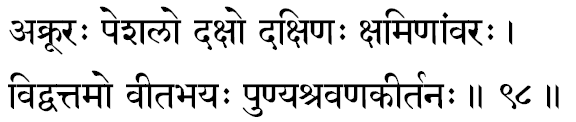 अक्रूरः पेशलो दक्षो दक्षिणः क्षमिणांवरः ।
विद्वत्तमो वीतभयः पुण्यश्रवणकीर्तनः ॥ ९८ ॥